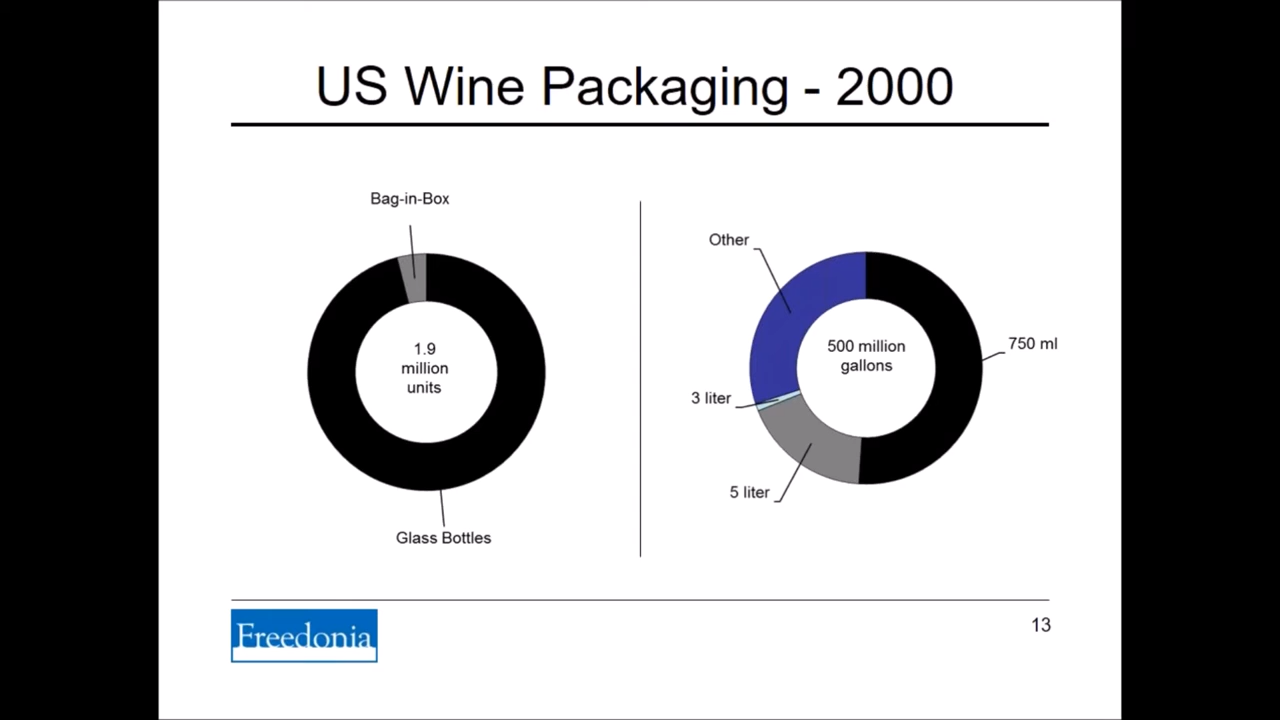 US Wine Packaging - 2000
Bag-in-Box
1.9
million
units
Glass Bottles
Other
750 ml
500 million
gallons
3 liter
5 liter
Freedonia
13